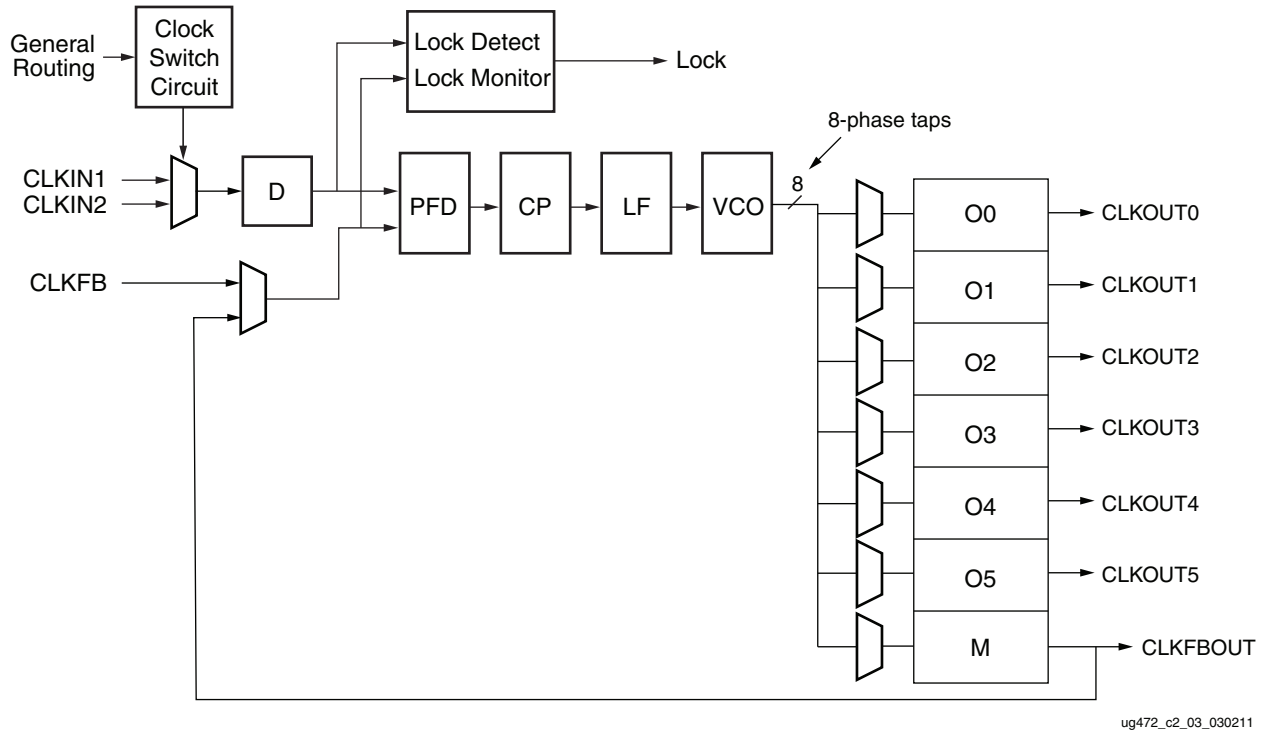 General
Routing
Clock
Switch
Circuit
Lock Detect
Lock Monitor
Lock
8-phase taps
CLKIN1
CLKIN2
D
PFD
CP
LF
VCO
8
CLKFB
O0
CLKOUT0
O1
CLKOUT1
O2
CLKOUT2
O3
CLKOUT3
O4
CLKOUT4
O5
CLKOUT5
M
CLKFBOUT
ug472_c2_03_030211